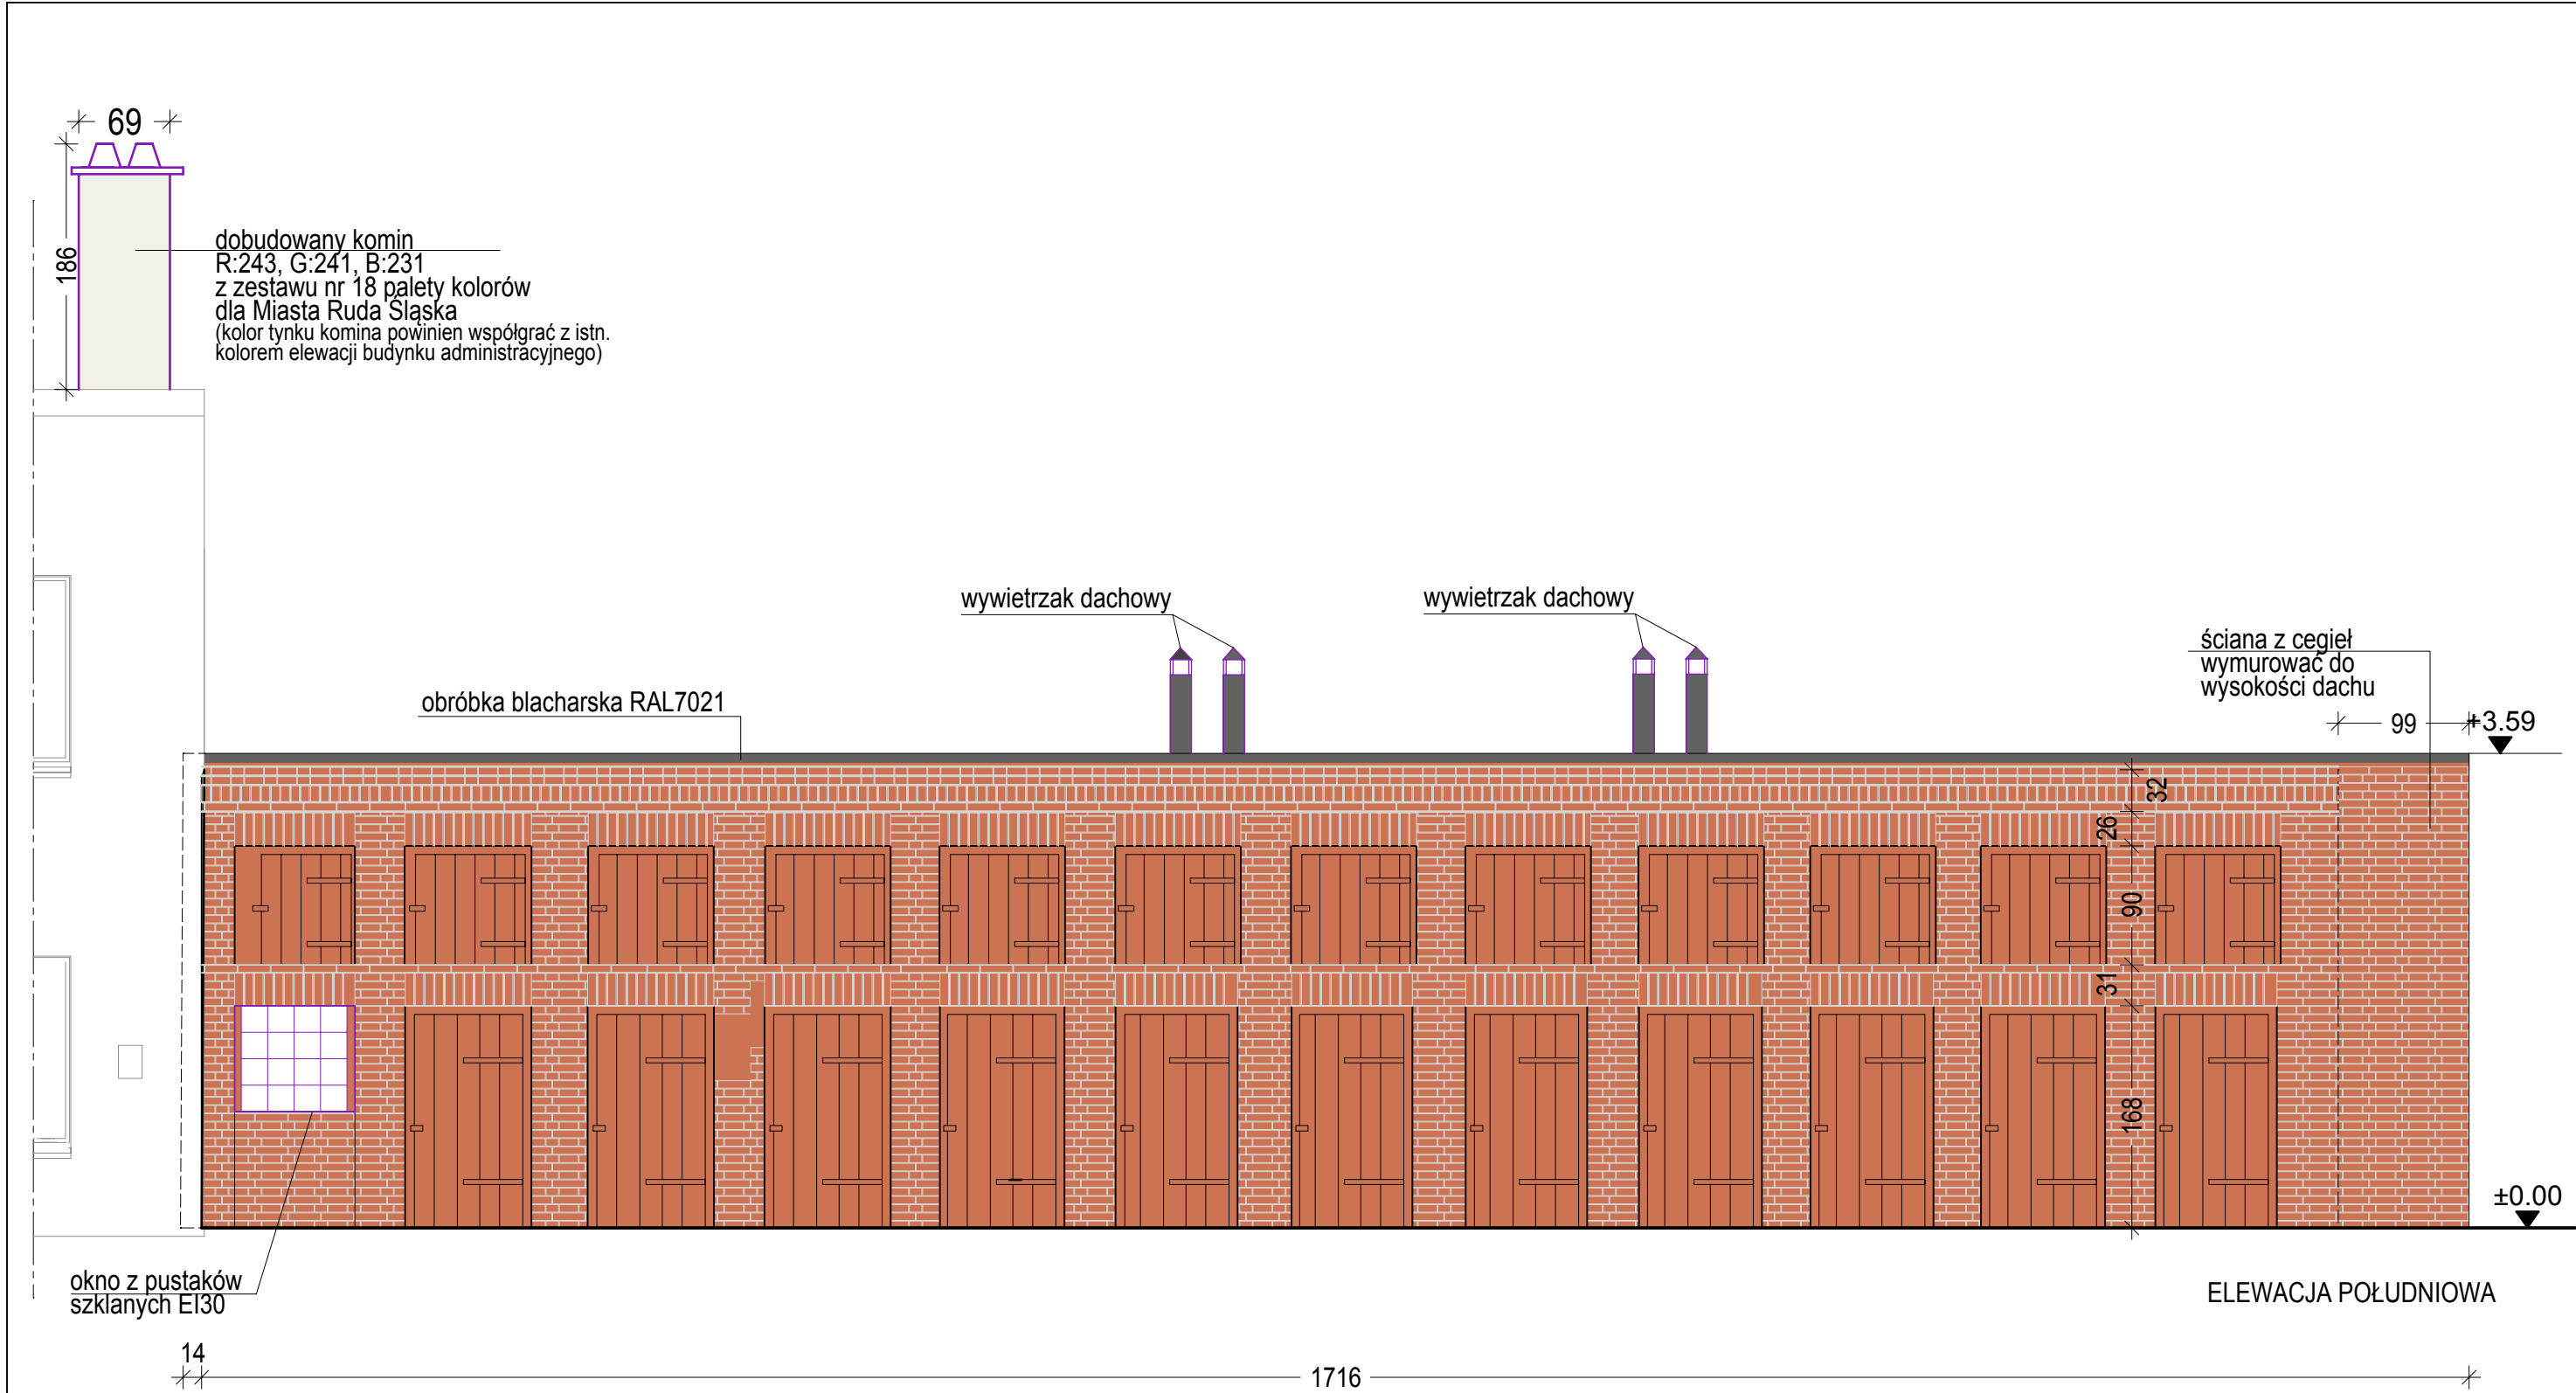 69
186
dobudowany komin
R:243, G:241, B:231
z zestawu nr 18 palety kolorów
dla Miasta Ruda Śląska
(kolor tynku komina powinien współgrać z istn.
kolorem elewacji budynku administracyjnego)
wywietrzak dachowy
wywietrzak dachowy
ściana z cegieł
wymurować do
wysokości dachu
obróbka blacharska RAL7021
99
+3.59
32
26
90
31
168
±0.00
okno z pustaków
szklanych EI30
ELEWACJA POŁUDNIOWA
14
1716